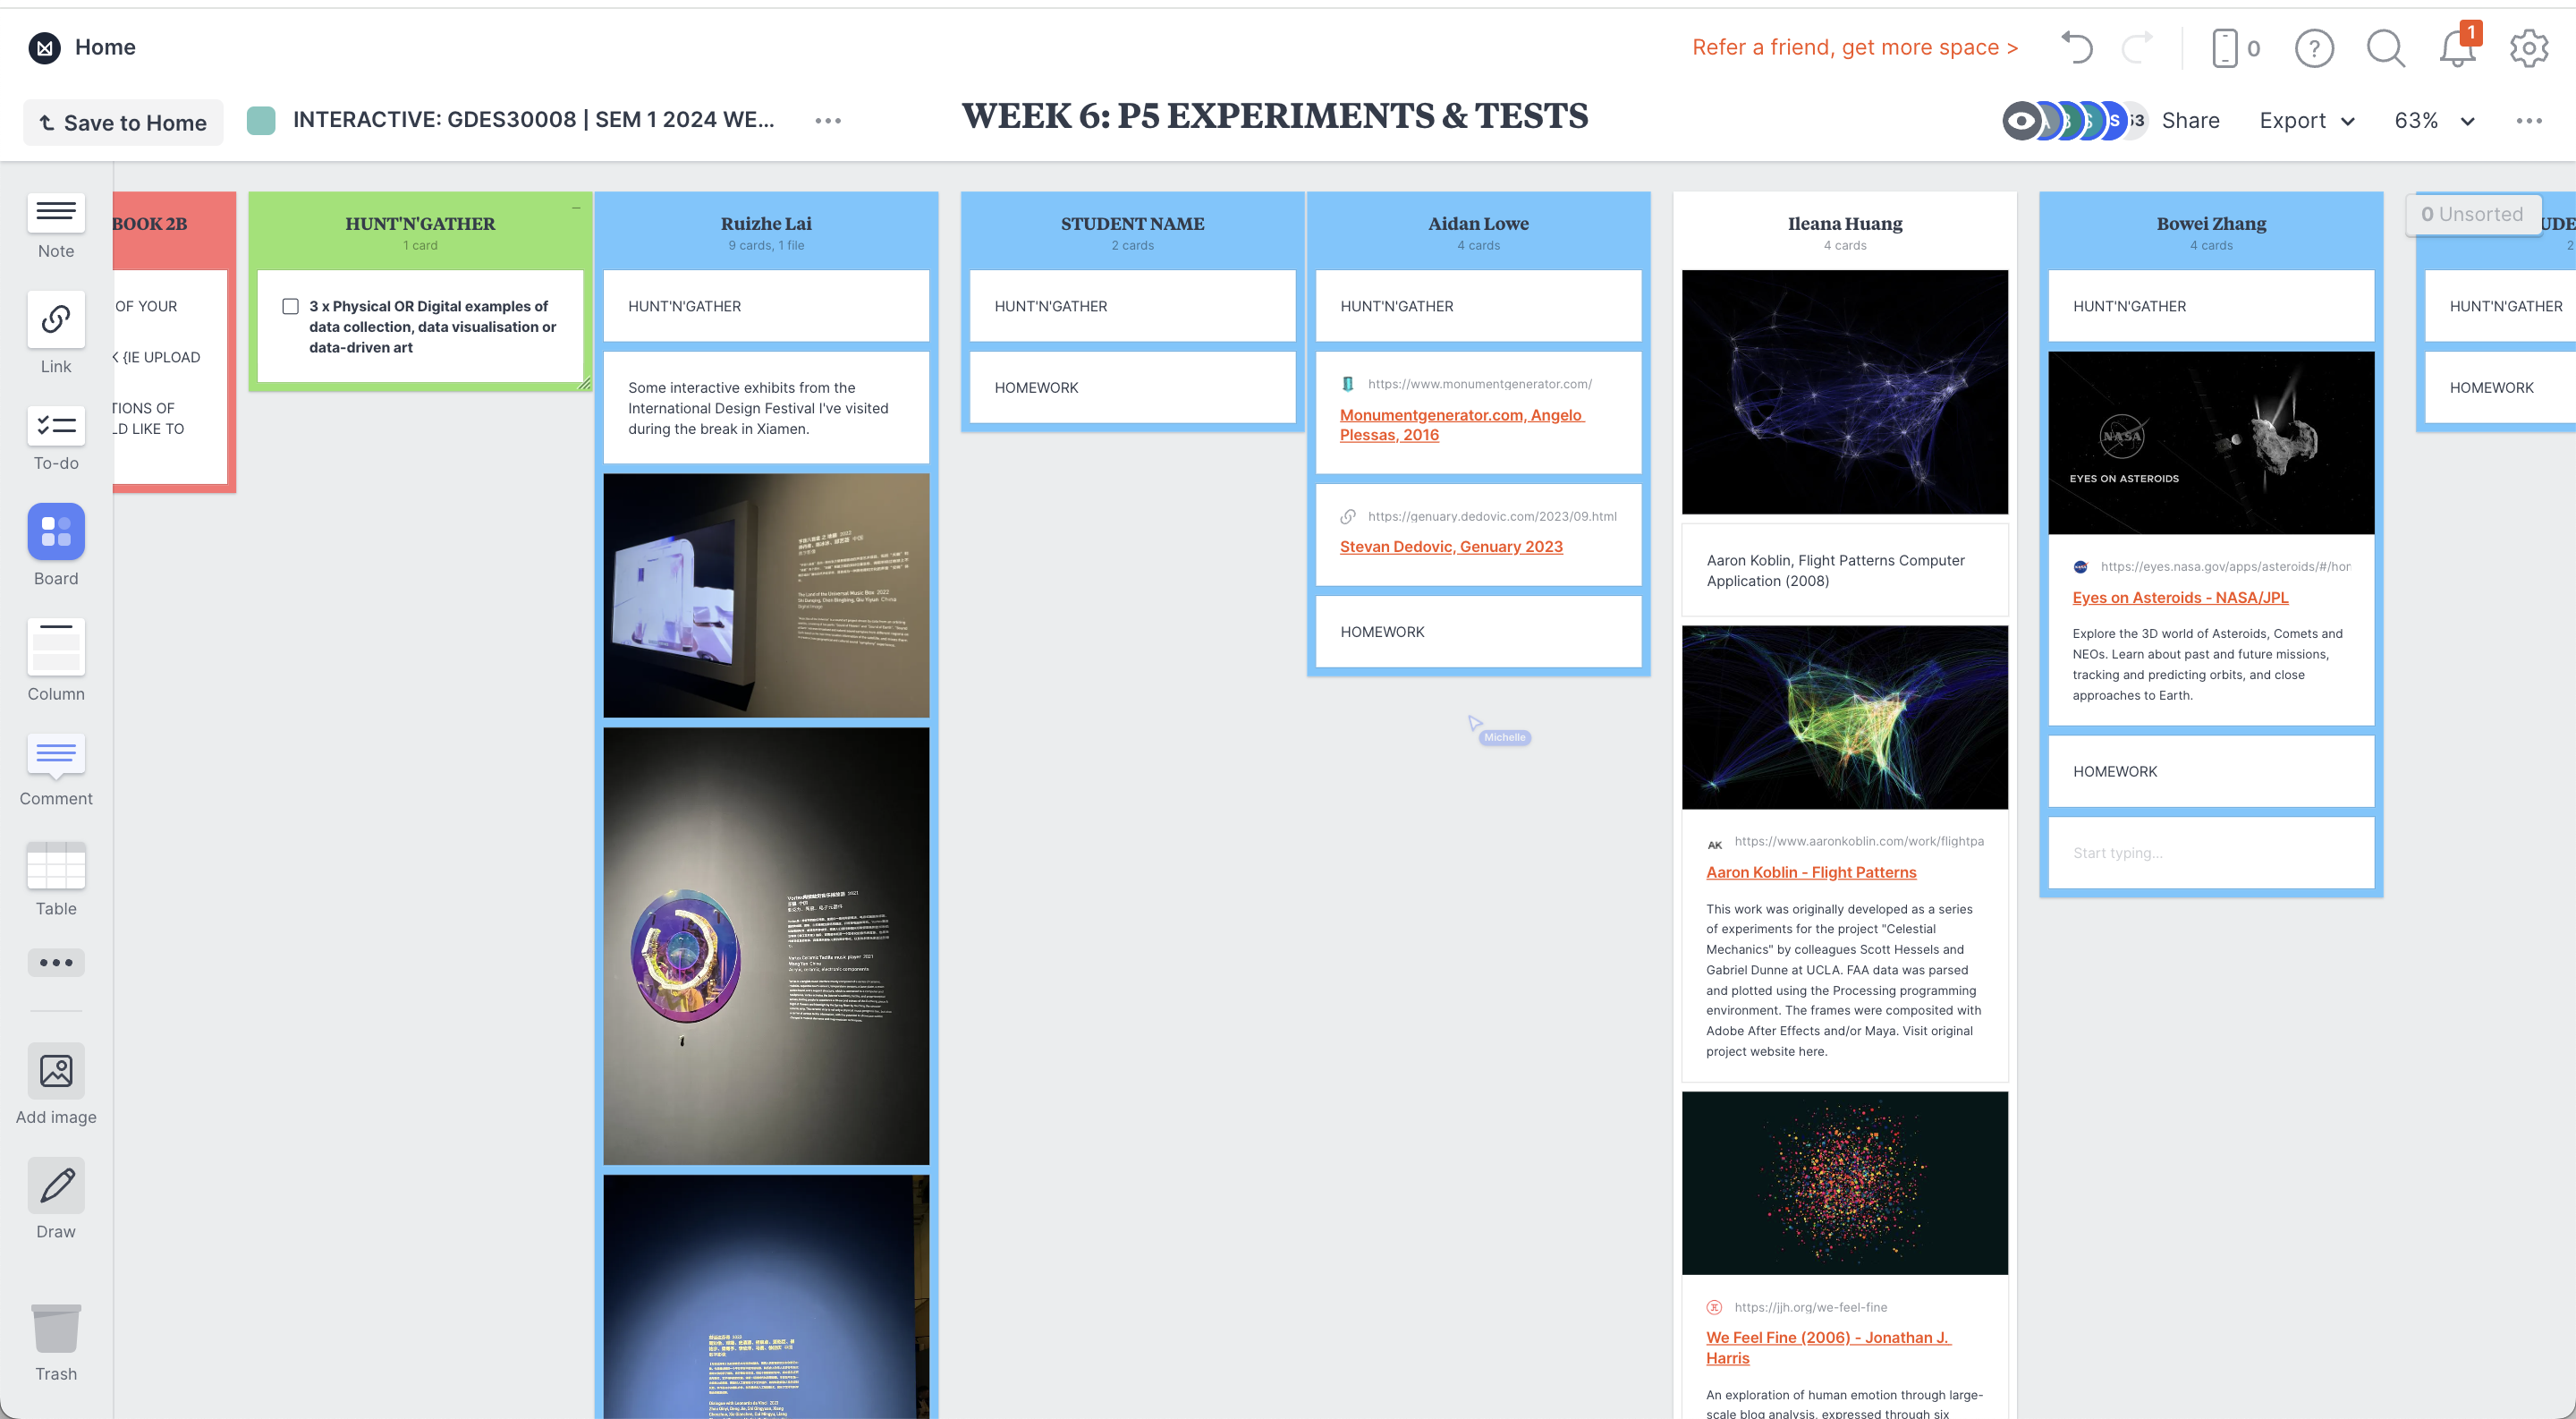 Home
Refer a friend, get more space >
0
1
Save to Home
INTERACTIVE: GDES30008 | SEM 1 2024 WE...
WEEK 6: P5 EXPERIMENTS & TESTS
S
53
Share
Export
63%
Note
Link
To-do
Board
Column
Comment
Table
Add image
Draw
Trash
BOOK 2B
OF YOUR
{IE UPLOAD
TIONS OF
LD LIKE TO
HUNT'N'GATHER
1 card
3 x Physical OR Digital examples of
data collection, data visualisation or
data-driven art
Ruizhe Lai
9 cards, 1 file
HUNT'N'GATHER
Some interactive exhibits from the
International Design Festival I've visited
during the break in Xiamen.
STUDENT NAME
2 cards
HUNT'N'GATHER
HOMEWORK
Aidan Lowe
4 cards
HUNT'N'GATHER
https://www.monumentgenerator.com/
Monumentgenerator.com, Angelo
Plessas, 2016
https://genuary.dedovic.com/2023/09.html
Stevan Dedovic, Genuary 2023
HOMEWORK
Michelle
Ileana Huang
4 cards
Aaron Koblin, Flight Patterns Computer
Application (2008)
AK https://www.aaronkoblin.com/work/flightpa
Aaron Koblin - Flight Patterns
This work was originally developed as a series
of experiments for the project "Celestial
Mechanics" by colleagues Scott Hessels and
Gabriel Dunne at UCLA. FAA data was parsed
and plotted using the Processing programming
environment. The frames were composited with
Adobe After Effects and/or Maya. Visit original
project website here.
https://jjh.org/we-feel-fine
We Feel Fine (2006) - Jonathan J.
Harris
An exploration of human emotion through large-
scale blog analysis, expressed through six
Bowei Zhang
4 cards
HUNT'N'GATHER
NASA
EYES ON ASTEROIDS
https://eyes.nasa.gov/apps/asteroids/#/hor
Eyes on Asteroids - NASA/JPL
Explore the 3D world of Asteroids, Comets and
NEOs. Learn about past and future missions,
tracking and predicting orbits, and close
approaches to Earth.
HOMEWORK
Start typing...
0 Unsorted
UDE
2
HUNT'N'GATHER
HOMEWORK